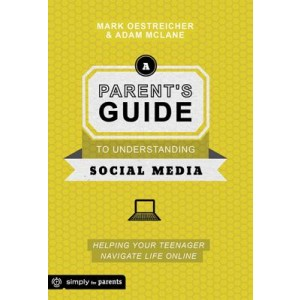 MARK OESTREICHER
& ADAM MCLANE
A
PARENT'S
GUIDE
TO UNDERSTANDING
SOCIAL MEDIA
HELPING YOUR TEENAGER
NAVIGATE LIFE ONLINE
simply for parents